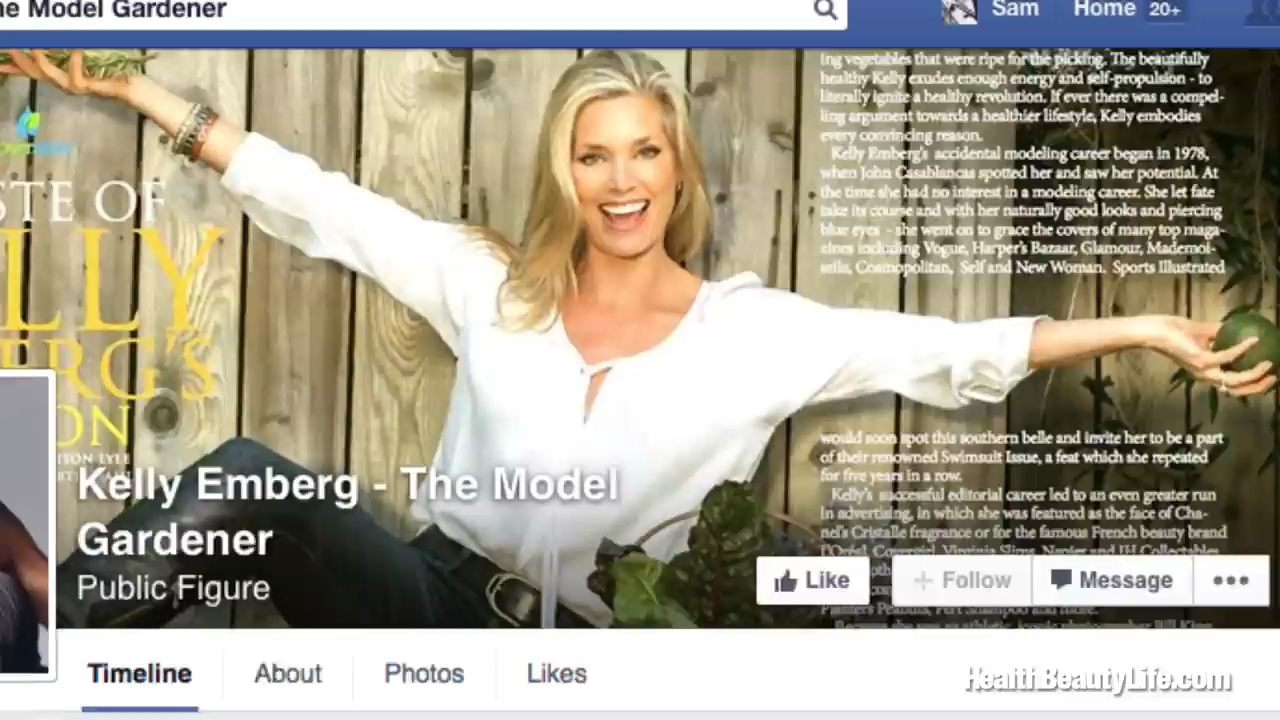 he Model Gardener
Sam Home 20+
STE OF
LLY
ERG'S
ON
ing vegetables that were ripe for the picking. The beautifully
healthy Kelly exudes enough energy and self-propulsion - to
literally ignite a healthy revolution. If ever there was a compel-
ling argument towards a healthier lifestyle, Kelly embodies
every convincing reason.
Kelly Emberg's accidental modeling career began in 1978,
when John Casablancas spotted her and saw her potential. At
the time she had no interest in a modeling career. She let fate
take its course and with her naturally good looks and piercing
blue eyes - she went on to grace the covers of many top maga-
zines including Vogue, Harper's Bazaar, Glamour, Mademoi-
sells, Cosmopolitan, Self and New Woman. Sports Illustrated
would soon spot this southern belle and invite her to be a part
of their renowned Swimsuit Issue, a feat which she repeated
for five years in a row.
Kelly's successful editorial career led to an even greater run
in advertising, in which she was featured as the face of Cha-
nel's Cristalle fragrance or for the famous French beauty brand
L'Oréal, Covergirl, Virginia Slims, Napier and JH Collectables
Kelly Emberg - The Model
Gardener
Public Figure
Like
+ Follow
Message
Timeline About Photos Likes
HealthBeautyLife.com